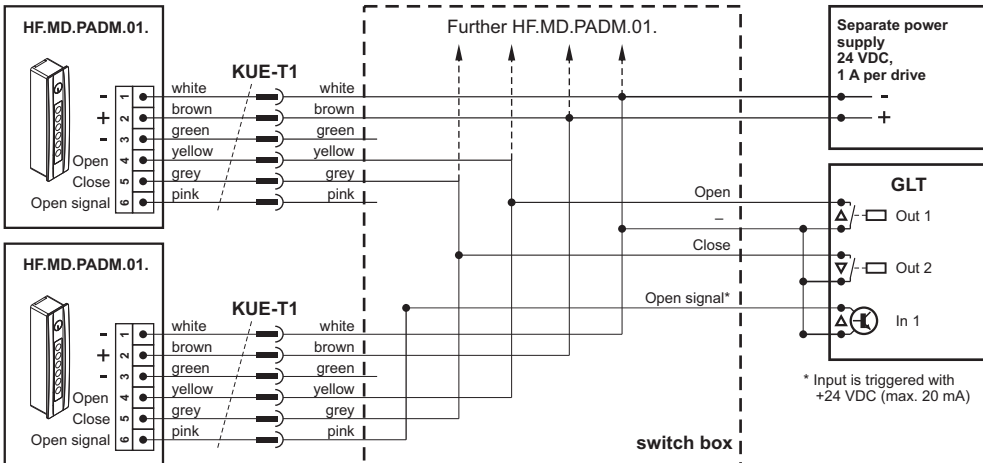 HF.MD.PADM.01.
KUE-T1
- 1 white white
+ 2 brown brown
- 3 green green
Open 4 yellow yellow
Close 5 grey grey
Open signal 6 pink pink
HF.MD.PADM.01.
KUE-T1
- 1 white white
+ 2 brown brown
- 3 green green
Open 4 yellow yellow
Close 5 grey grey
Open signal 6 pink pink
Further HF.MD.PADM.01.
Open
–
Close
Open signal*
switch box
Separate power
supply
24 VDC,
1 A per drive
-
+
GLT
Out 1
Out 2
In 1
* Input is triggered with
+24 VDC (max. 20 mA)